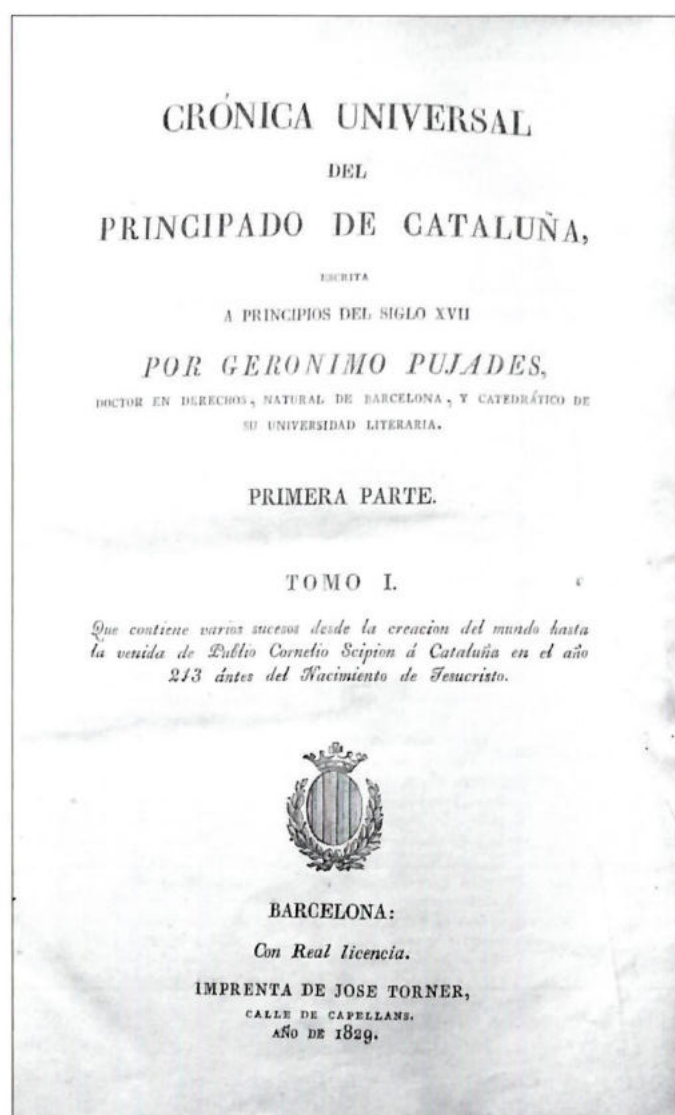 CRÓNICA UNIVERSAL
DEL
PRINCIPADO DE CATALUÑA,
ESCRITA
A PRINCIPIOS DEL SIGLO XVII
POR GERONIMO PUJADES,
DOCTOR EN DERECHOS, NATURAL DE BARCELONA, Y CATEDRÁTICO DE
SU UNIVERSIDAD LITERARIA.
PRIMERA PARTE.
TOMO I.
Que contiene varios sucesos desde la creacion del mundo hasta
la venida de Publio Cornelio Scipion á Cataluña en el año
213 ántes del Nacimiento de Jesucristo.
BARCELONA:
Con Real licencia.
IMPRENTA DE JOSE TORNER,
CALLE DE CAPELLANS.
AÑO DE 1829.